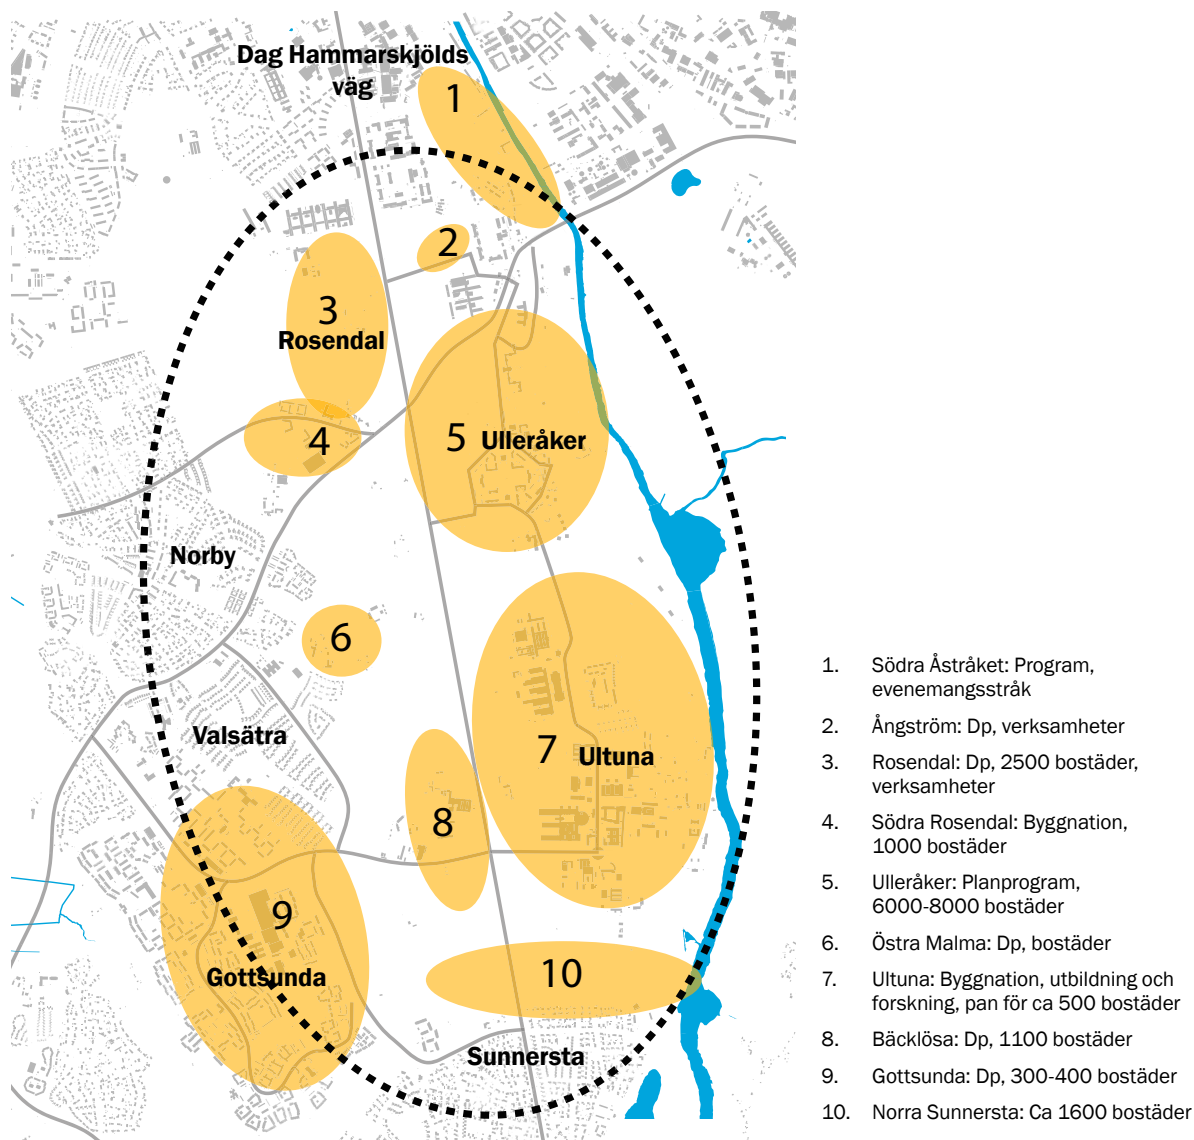 Dag Hammarskjölds
väg
1
2
3
Rosendal
4
5 Ulleråker
Norby
6
Valsätra
7 Ultuna
8
9
Gottsunda
10
Sunnersta
1. Södra Åstråket: Program,
evenemangsstråk
2. Ångström: Dp, verksamheter
3. Rosendal: Dp, 2500 bostäder,
verksamheter
4. Södra Rosendal: Byggnation,
1000 bostäder
5. Ulleråker: Planprogram,
6000-8000 bostäder
6. Östra Malma: Dp, bostäder
7. Ultuna: Byggnation, utbildning och
forskning, pan för ca 500 bostäder
8. Bäcklösa: Dp, 1100 bostäder
9. Gottsunda: Dp, 300-400 bostäder
10. Norra Sunnersta: Ca 1600 bostäder